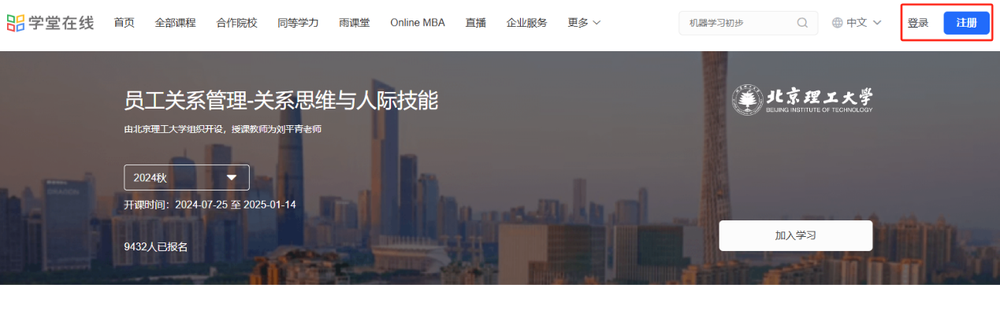 学堂在线 首页 全部课程 合作院校 同等学力 雨课堂 Online MBA 直播 企业服务 更多 机器学习初步 中文 登录 注册
员工关系管理-关系思维与人际技能
北京理工大学
BEIJING INSTITUTE OF TECHNOLOGY
由北京理工大学组织开设，授课教师为刘平青老师
2024秋
开课时间：2024-07-25 至 2025-01-14
加入学习
9432人已报名